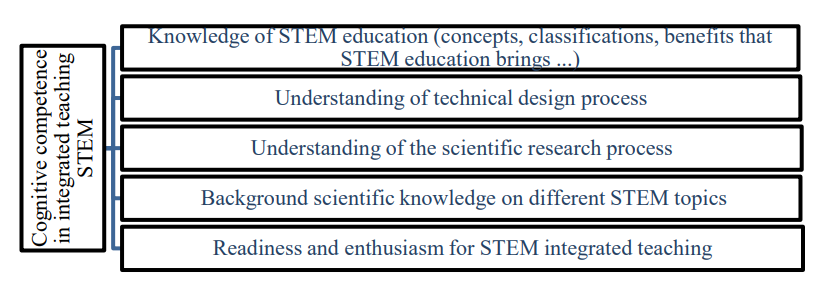 Cognitive competence
in integrated teaching
STEM
Knowledge of STEM education (concepts, classifications, benefits that
STEM education brings ...)
Understanding of technical design process
Understanding of the scientific research process
Background scientific knowledge on different STEM topics
Readiness and enthusiasm for STEM integrated teaching